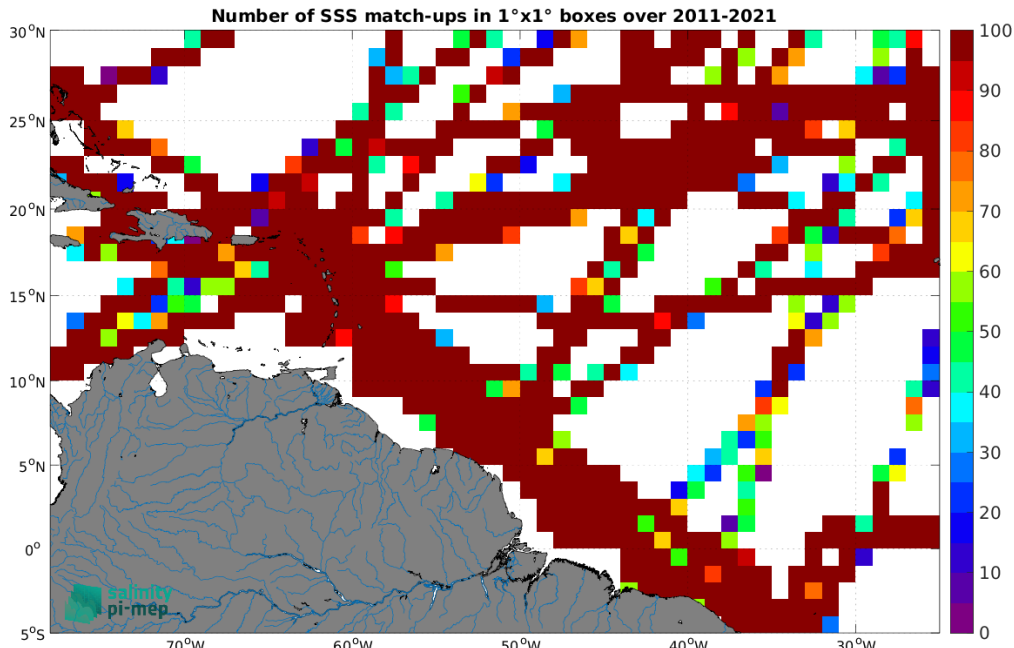 Number of SSS match-ups in 1°x1° boxes over 2011-2021
30°N
25°N
20°N
15°N
10°N
5°N
0°
5°S
70°W
60°W
50°W
40°W
30°W
100
90
80
70
60
50
40
30
20
10
0
salinity
pi-mep